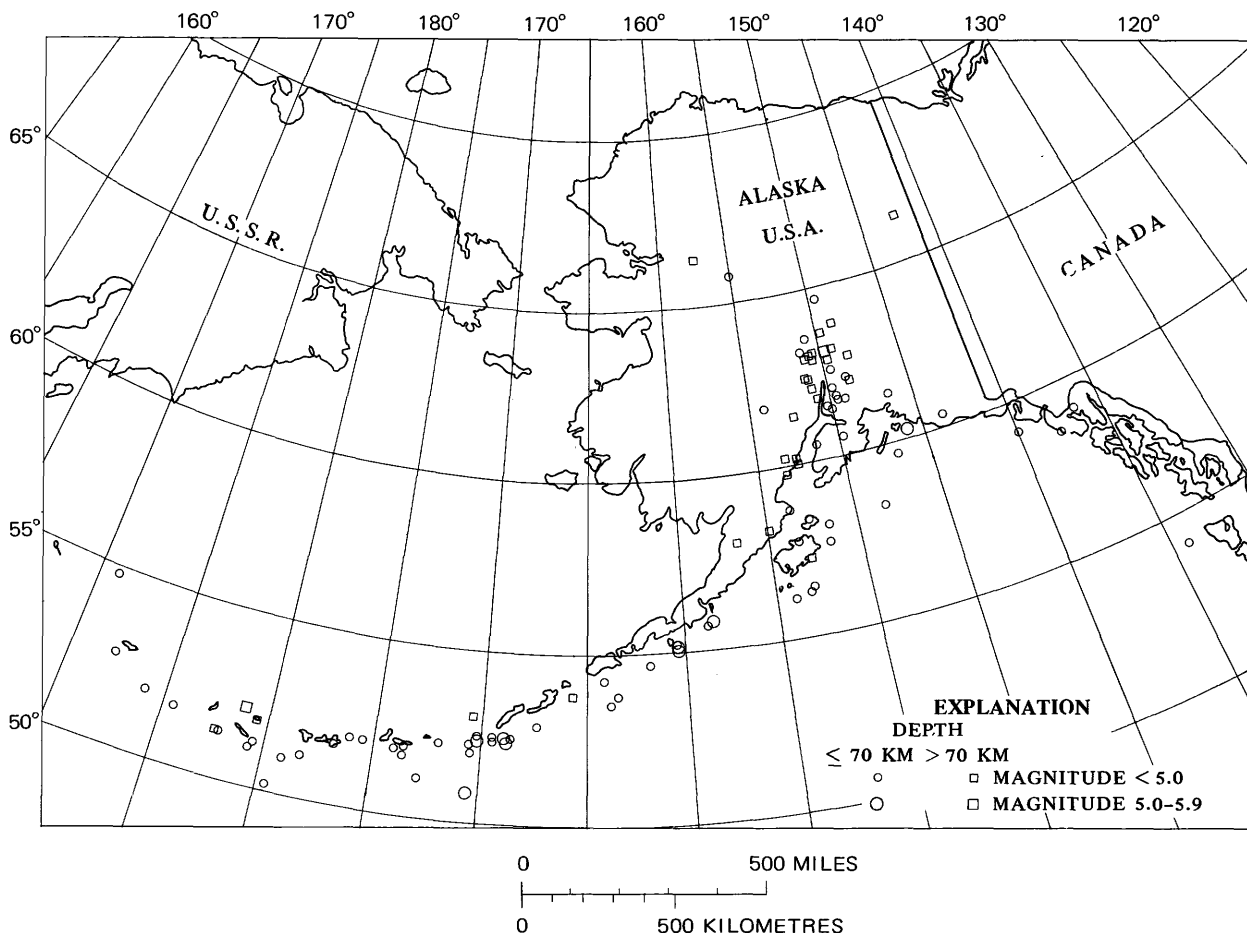 160° 170° 180° 170° 160° 150° 140° 130° 120°
65°
60°
55°
50°
U.S.S.R.
ALASKA
U.S.A.
CANADA
EXPLANATION
DEPTH
≤ 70 KM > 70 KM
MAGNITUDE < 5.0
MAGNITUDE 5.0–5.9
0 500 MILES
0 500 KILOMETRES